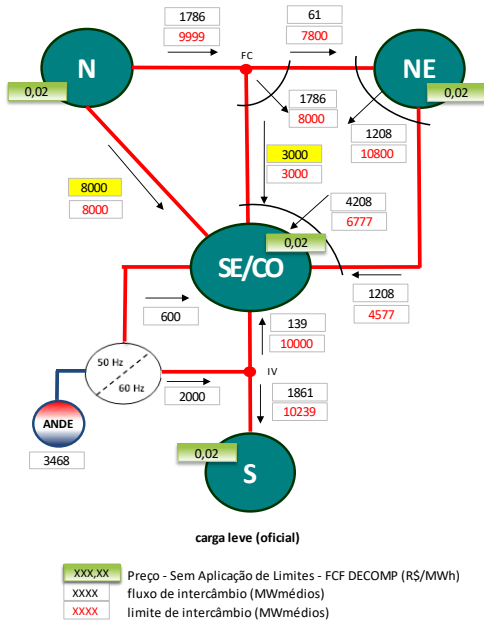 1786
61
9999
7800
FC
N
NE
0,02
0,02
1786
8000
1208
10800
8000
8000
3000
3000
4208
6777
0,02
SE/CO
1208
4577
600
139
10000
50 Hz
60 Hz
IV
2000
1861
10239
ANDE
3468
0,02
S
carga leve (oficial)
XXX,XX Preço - Sem Aplicação de Limites - FCF DECOMP (R$/MWh)
XXXX fluxo de intercâmbio (MWmédios)
XXXX limite de intercâmbio (MWmédios)